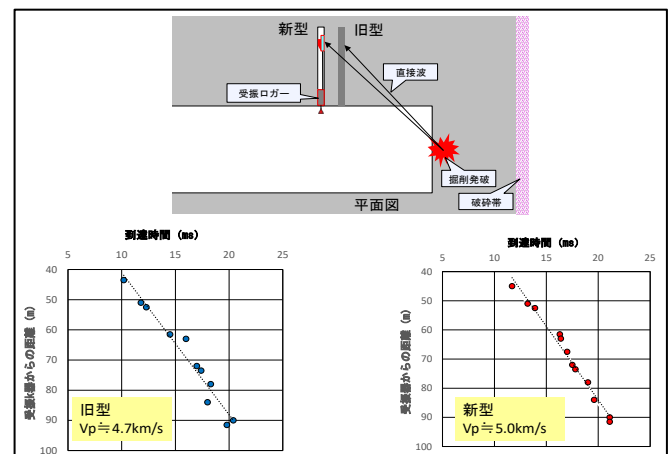 新型
旧型
直接波
受振ロガー
掘削発破
平面図
破砕帯
到達時間 (ms)
5
10
15
20
25
40
50
60
70
80
90
100
受振k器からの距離 (m)
旧型
Vp≒4.7km/s
到達時間 (ms)
5
10
15
20
25
40
50
60
70
80
90
100
受振器からの距離 (m)
新型
Vp≒5.0km/s